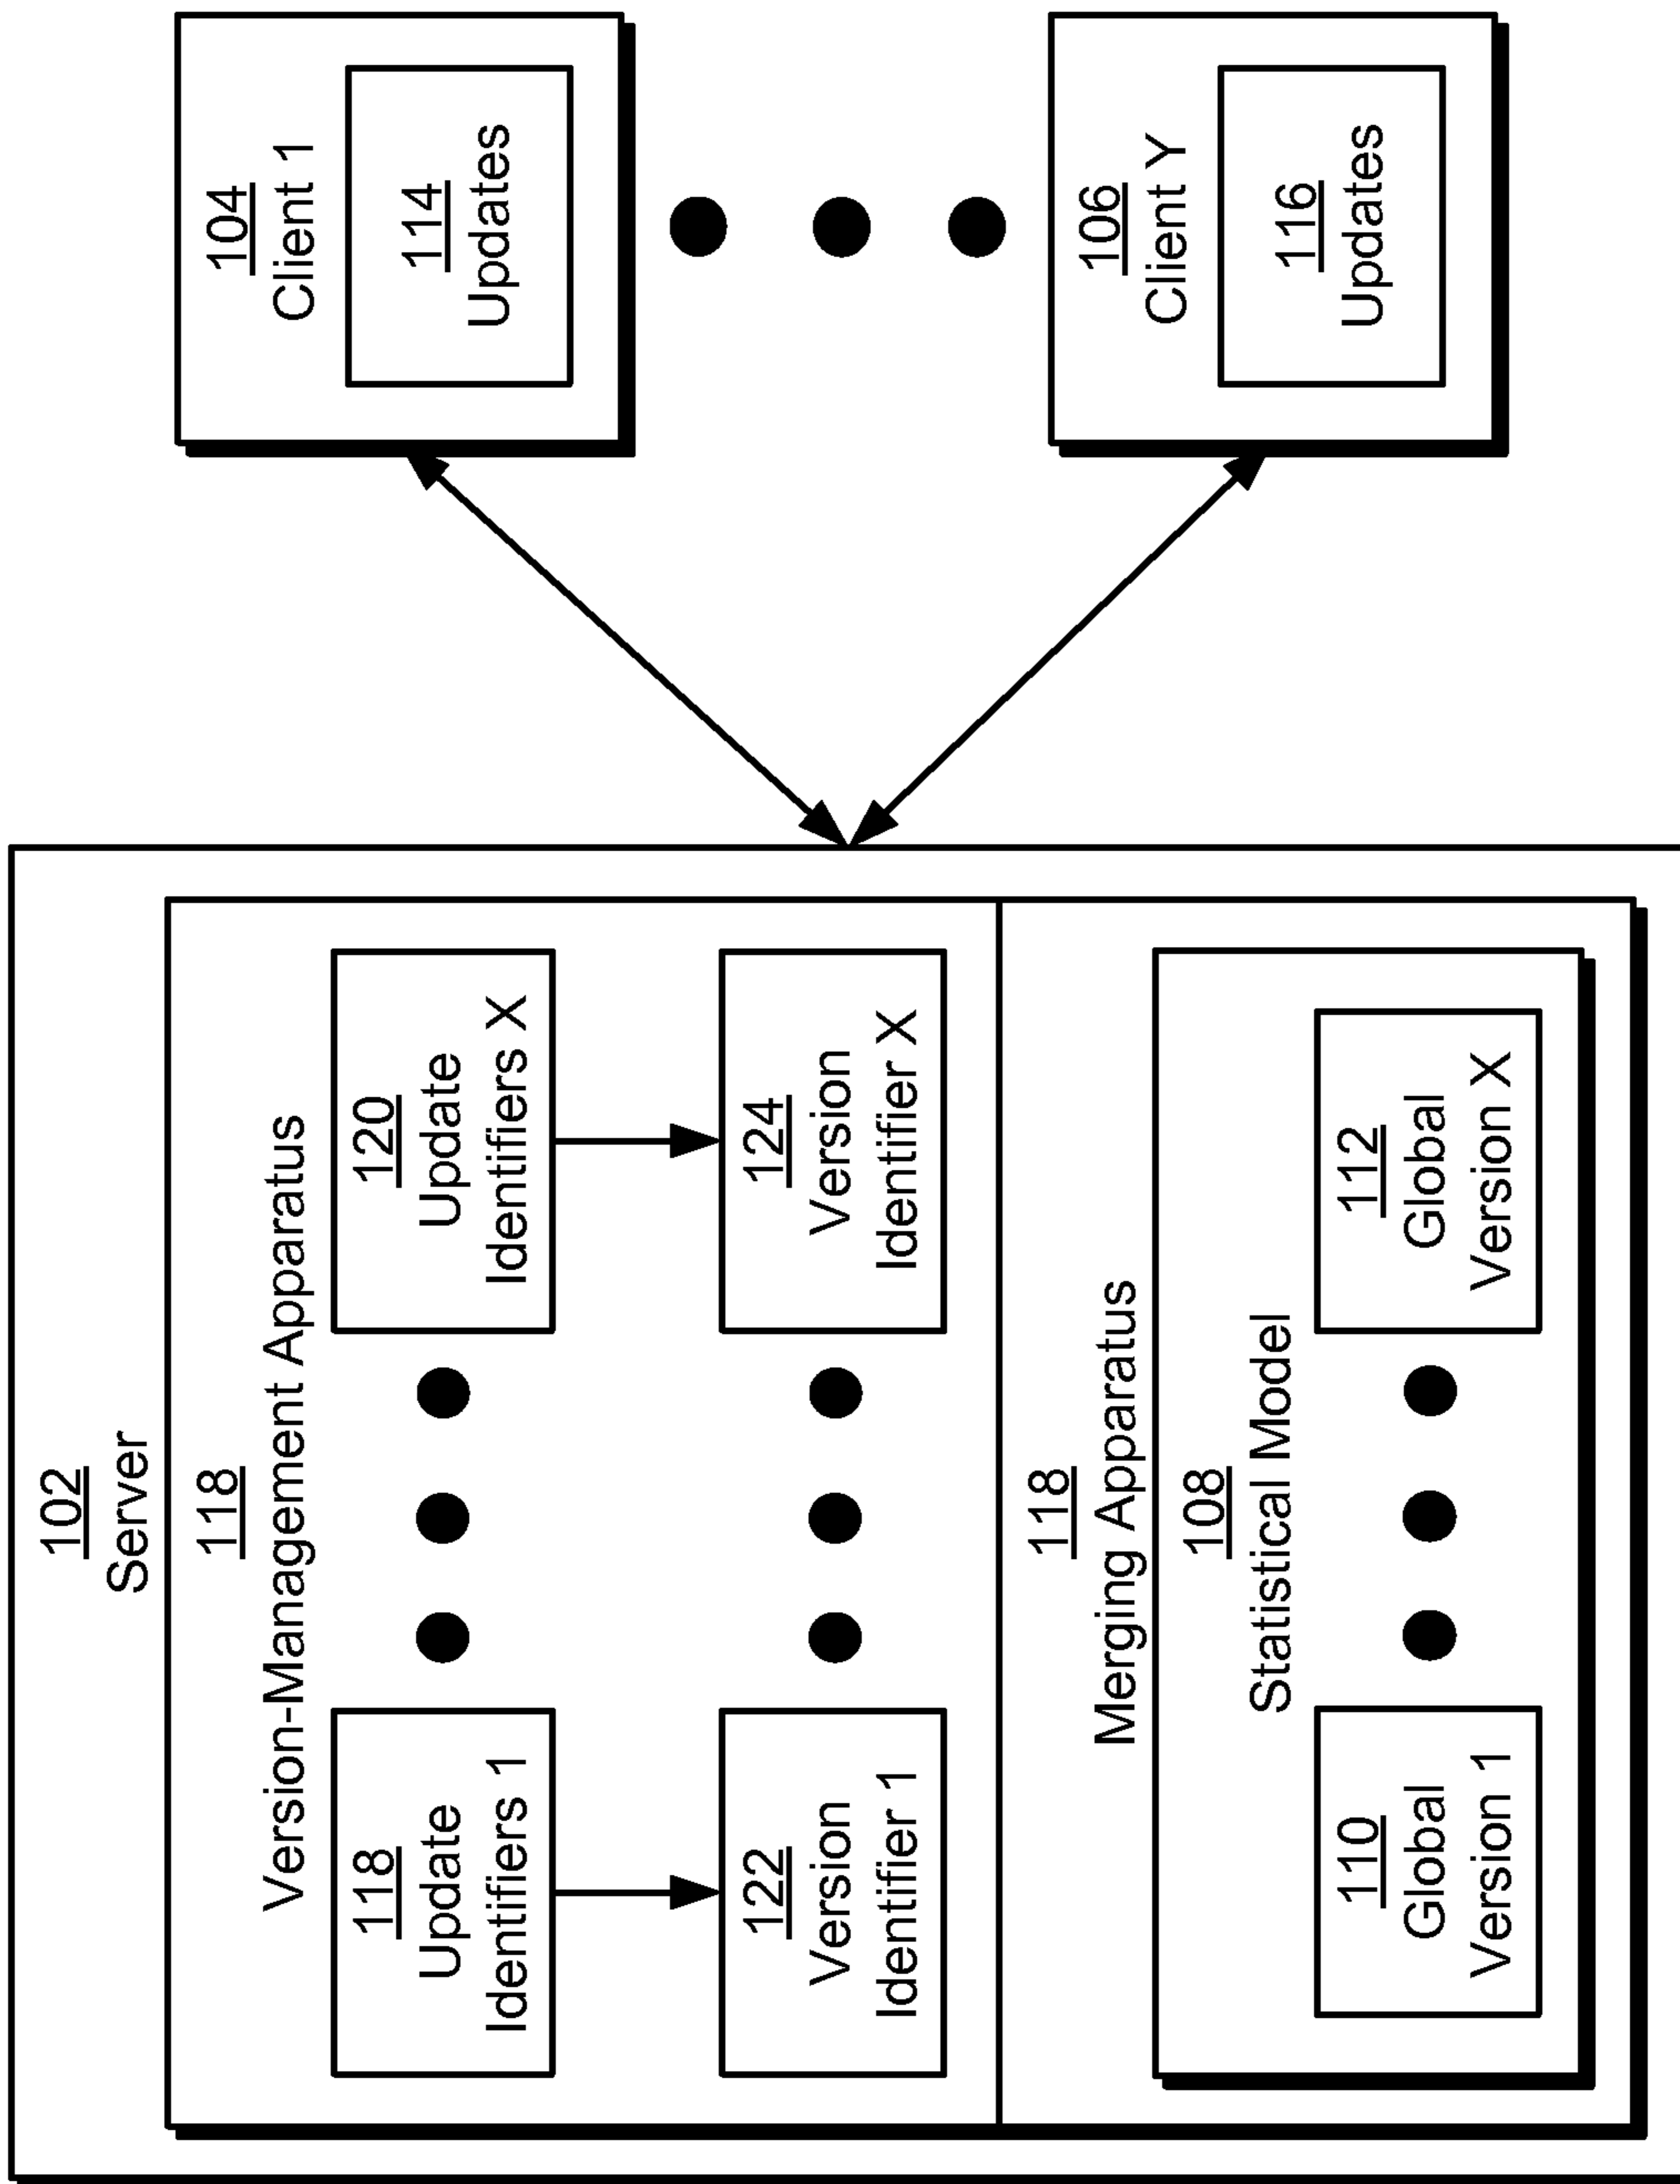 102
Server
118
Version-Management Apparatus
118
Update
Identifiers 1
120
Update
Identifiers X
122
Version
Identifier 1
124
Version
Identifier X
118
Merging Apparatus
108
Statistical Model
110
Global
Version 1
112
Global
Version X
104
Client 1
114
Updates
106
Client Y
116
Updates